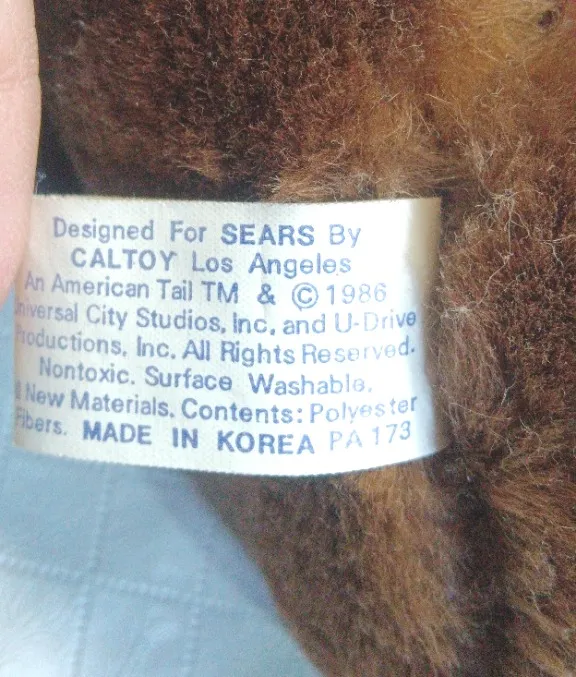 Designed For SEARS By
CALTOY Los Angeles
An American Tail TM & © 1986
niversal City Studios, Inc, and U-Drive
roductions, Inc. All Rights Reserved.
Nontoxic. Surface Washable.
New Materials. Contents: Polyester
Fibers. MADE IN KOREA PA 173